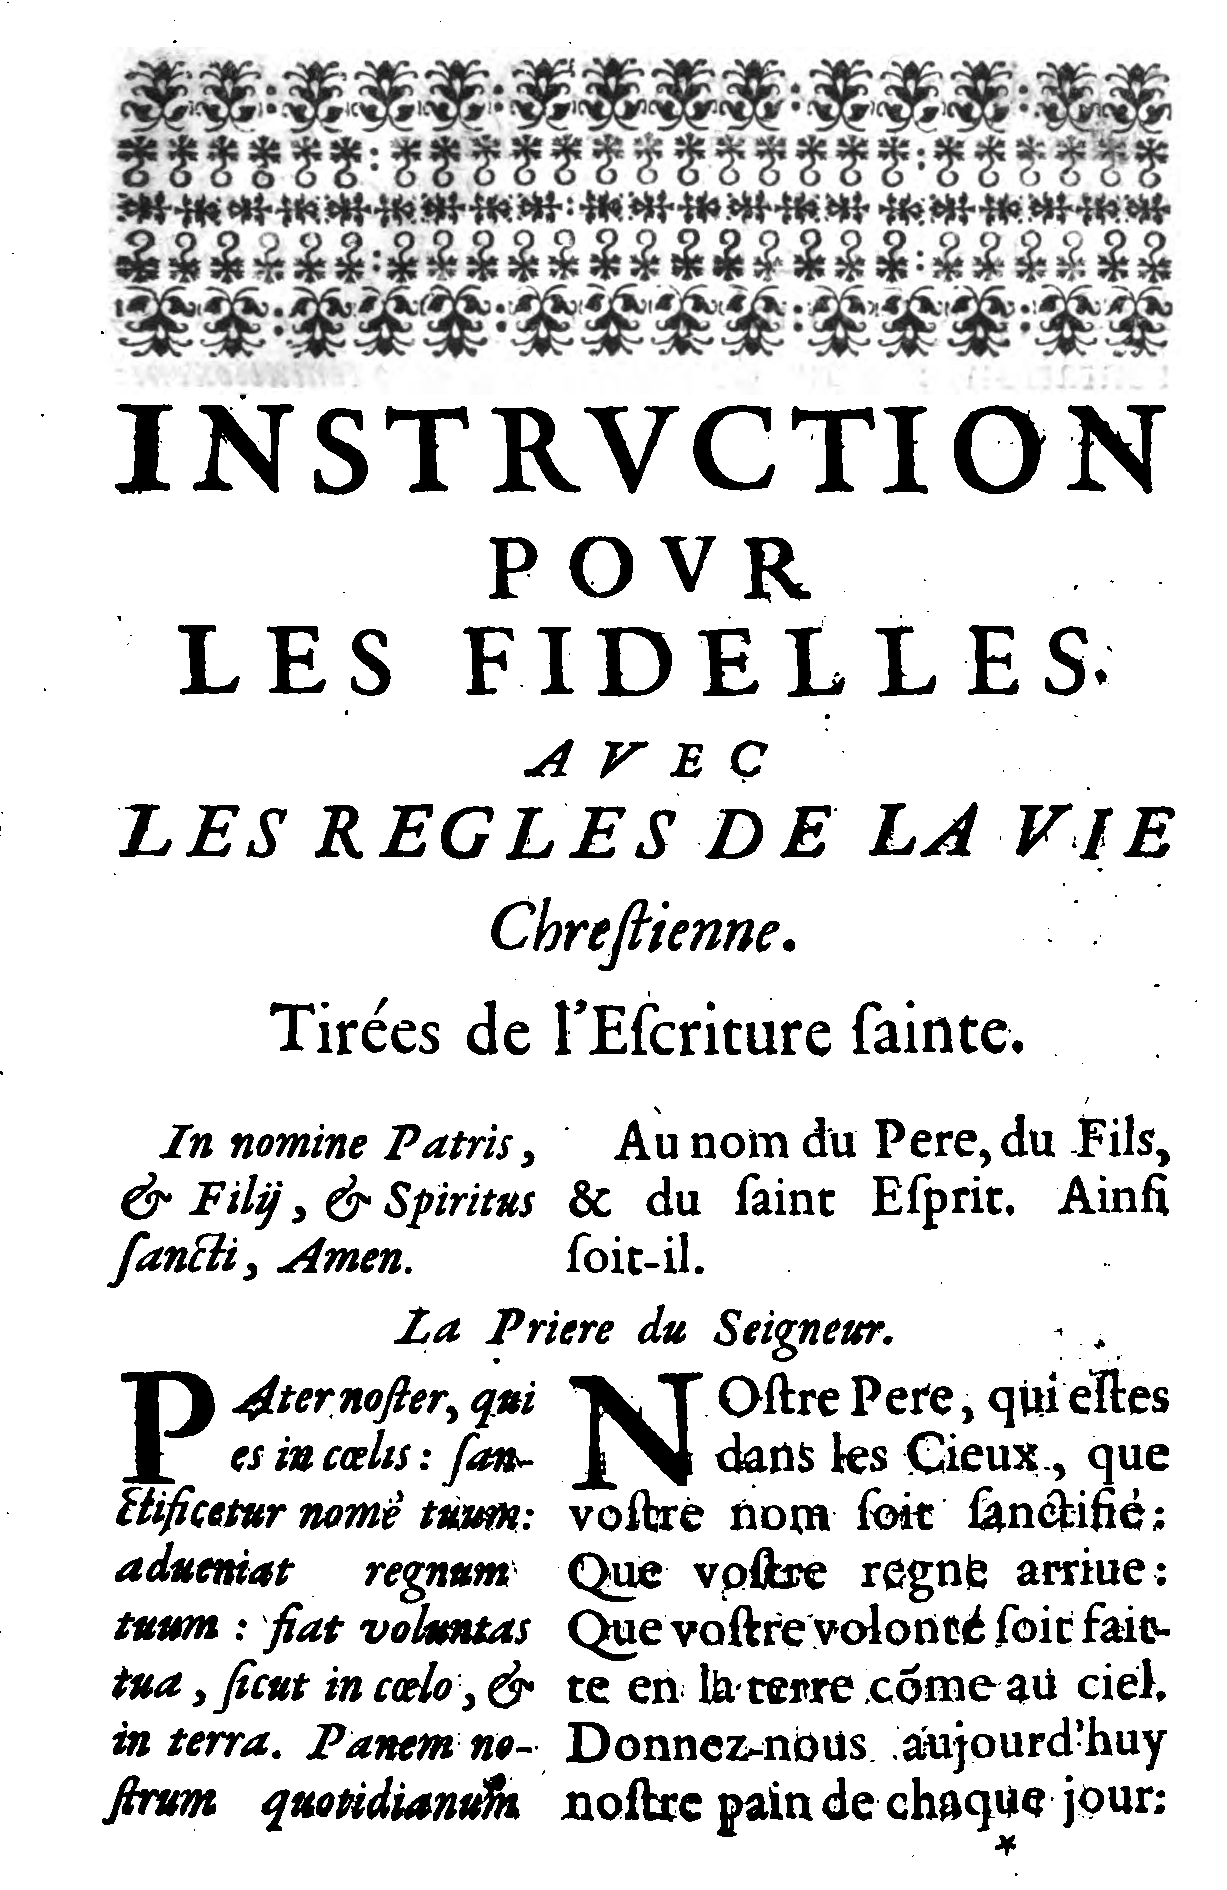 INSTRVCTION
POVR
LES FIDELLES.
AVEC
LES REGLES DE LA VIE
Chreſtienne.
Tirées de l'Eſcriture ſainte.
In nomine Patris,
& Filij, & Spiritus
ſancti, Amen.
Au nom du Pere, du Fils,
& du ſaint Eſprit. Ainſi
ſoit-il.
La Priere du Seigneur.
PAter noſter, qui
es in cœlis: ſan-
ctificetur nomē tuum:
adueniat regnum
tuum: fiat voluntas
tua, ſicut in cœlo, &
in terra. Panem no-
ſtrum quotidianum
NOſtre Pere, qui eſtes
dans les Cieux, que
voſtre nom ſoit ſanctifié:
Que voſtre regne arriue:
Que voſtre volonté ſoit fait-
te en la terre cõme au ciel.
Donnez-nous aujourd'huy
noſtre pain de chaque jour:
*